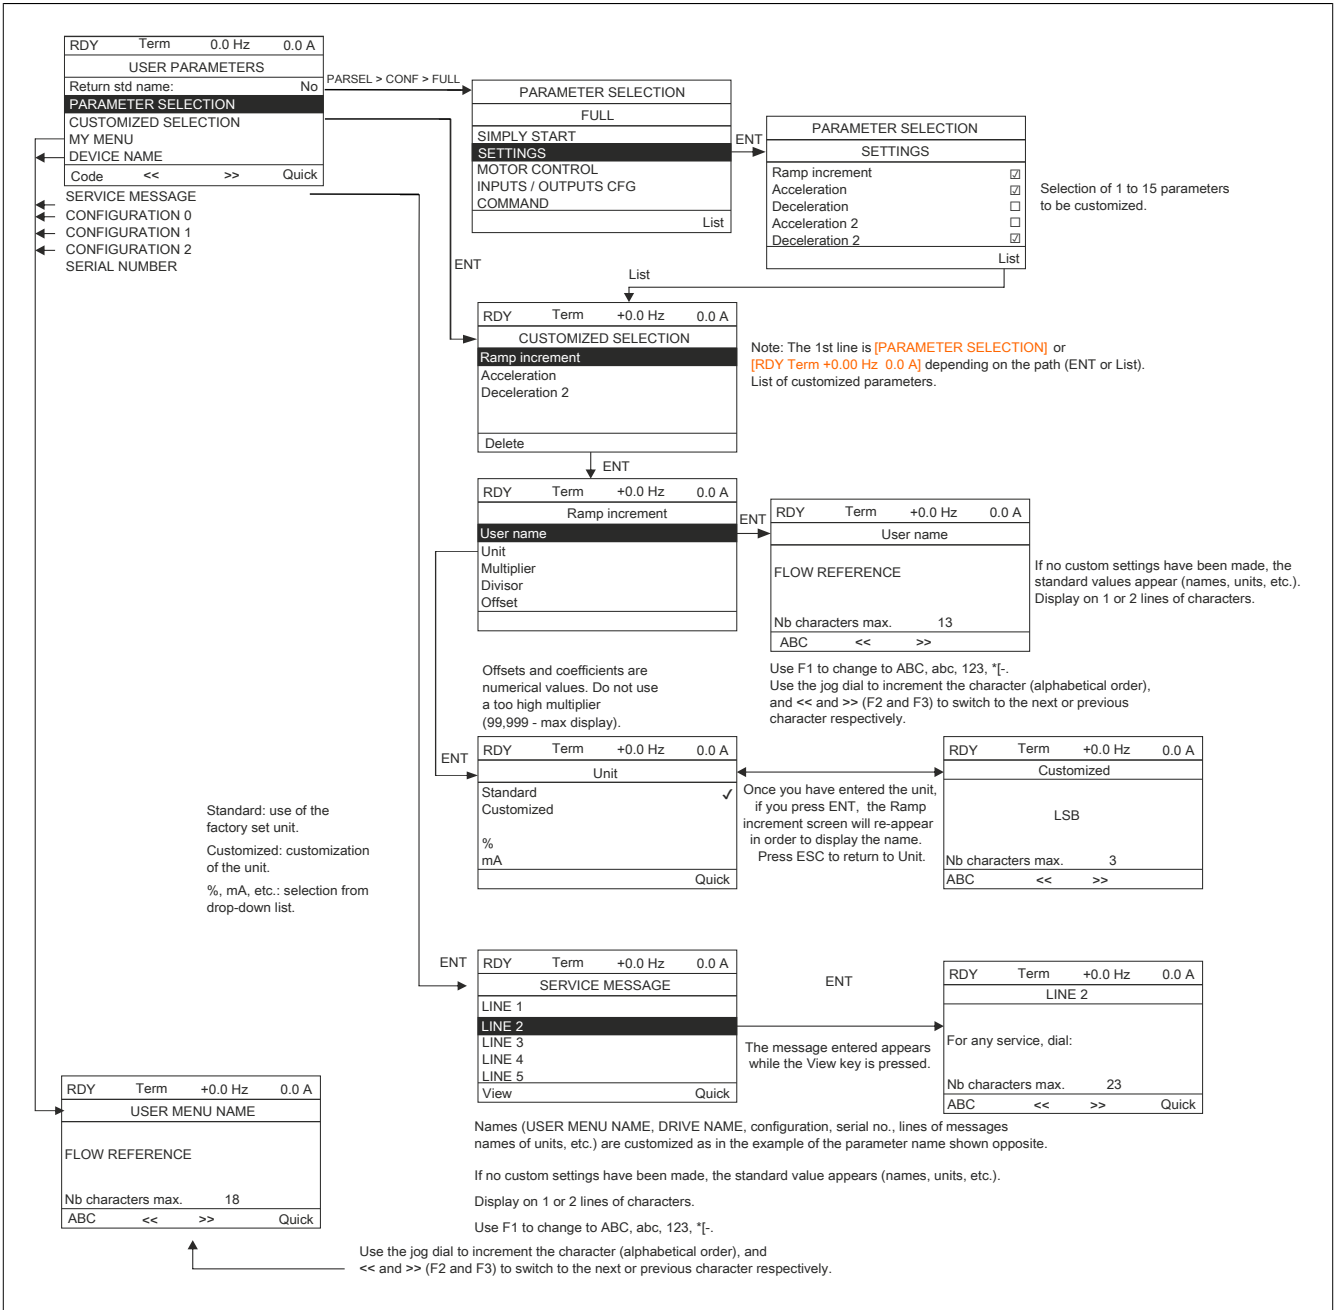 RDY Term 0.0 Hz 0.0 A
USER PARAMETERS
Return std name: No
PARAMETER SELECTION
CUSTOMIZED SELECTION
MY MENU
DEVICE NAME
Code << >> Quick
SERVICE MESSAGE
CONFIGURATION 0
CONFIGURATION 1
CONFIGURATION 2
SERIAL NUMBER
PARSEL > CONF > FULL
PARAMETER SELECTION
FULL
SIMPLY START
SETTINGS
MOTOR CONTROL
INPUTS / OUTPUTS CFG
COMMAND
List
ENT
PARAMETER SELECTION
SETTINGS
Ramp increment ☑
Acceleration ☑
Deceleration ☐
Acceleration 2 ☐
Deceleration 2 ☑
List
Selection of 1 to 15 parameters
to be customized.
ENT
List
RDY Term +0.0 Hz 0.0 A
CUSTOMIZED SELECTION
Ramp increment
Acceleration
Deceleration 2
Delete
Note: The 1st line is [PARAMETER SELECTION] or
[RDY Term +0.00 Hz 0.0 A] depending on the path (ENT or List).
List of customized parameters.
ENT
RDY Term +0.0 Hz 0.0 A
Ramp increment
User name
Unit
Multiplier
Divisor
Offset
ENT
RDY Term +0.0 Hz 0.0 A
User name
FLOW REFERENCE
Nb characters max. 13
ABC << >>
If no custom settings have been made, the
standard values appear (names, units, etc.).
Display on 1 or 2 lines of characters.
Offsets and coefficients are
numerical values. Do not use
a too high multiplier
(99,999 - max display).
Use F1 to change to ABC, abc, 123, *[-.
Use the jog dial to increment the character (alphabetical order),
and << and >> (F2 and F3) to switch to the next or previous
character respectively.
ENT
RDY Term +0.0 Hz 0.0 A
Unit
Standard ✓
Customized
%
mA
Quick
Once you have entered the unit,
if you press ENT, the Ramp
increment screen will re-appear
in order to display the name.
Press ESC to return to Unit.
RDY Term +0.0 Hz 0.0 A
Customized
LSB
Nb characters max. 3
ABC << >>
Standard: use of the
factory set unit.
Customized: customization
of the unit.
%, mA, etc.: selection from
drop-down list.
ENT
RDY Term +0.0 Hz 0.0 A
SERVICE MESSAGE
LINE 1
LINE 2
LINE 3
LINE 4
LINE 5
View Quick
ENT
The message entered appears
while the View key is pressed.
RDY Term +0.0 Hz 0.0 A
LINE 2
For any service, dial:
Nb characters max. 23
ABC << >> Quick
RDY Term +0.0 Hz 0.0 A
USER MENU NAME
FLOW REFERENCE
Nb characters max. 18
ABC << >> Quick
Names (USER MENU NAME, DRIVE NAME, configuration, serial no., lines of messages
names of units, etc.) are customized as in the example of the parameter name shown opposite.
If no custom settings have been made, the standard value appears (names, units, etc.).
Display on 1 or 2 lines of characters.
Use F1 to change to ABC, abc, 123, *[-.
Use the jog dial to increment the character (alphabetical order), and
<< and >> (F2 and F3) to switch to the next or previous character respectively.